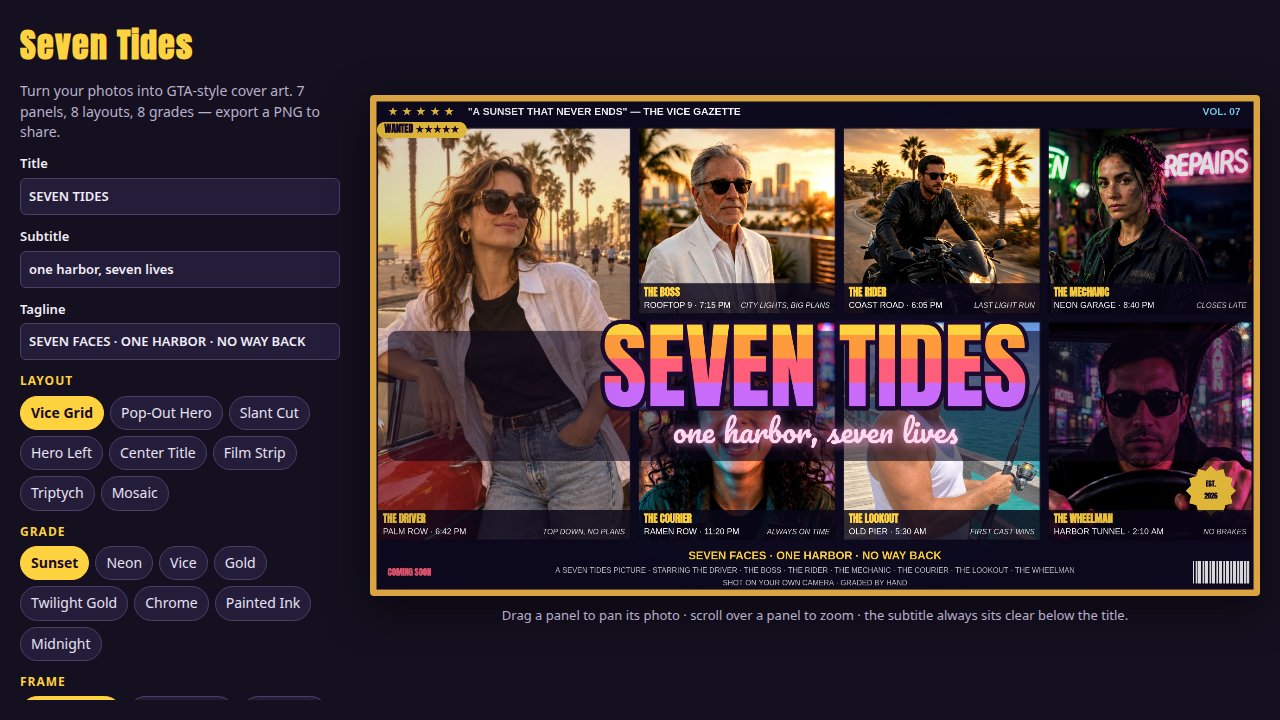 Seven Tides
Turn your photos into GTA-style cover art. 7
panels, 8 layouts, 8 grades — export a PNG to
share.
Title
SEVEN TIDES
Subtitle
one harbor, seven lives
Tagline
SEVEN FACES · ONE HARBOR · NO WAY BACK
LAYOUT
Vice Grid
Pop-Out Hero
Slant Cut
Hero Left
Center Title
Film Strip
Triptych
Mosaic
GRADE
Sunset
Neon
Vice
Gold
Twilight Gold
Chrome
Painted Ink
Midnight
FRAME
★ ★ ★ ★ ★ "A SUNSET THAT NEVER ENDS" — THE VICE GAZETTE
VOL. 07
WANTED ★★★★★
REPAIRS
THE BOSS
ROOFTOP 9 · 7:15 PM
CITY LIGHTS, BIG PLANS
THE RIDER
COAST ROAD · 6:05 PM
LAST LIGHT RUN
THE MECHANIC
NEON GARAGE · 8:40 PM
CLOSES LATE
SEVEN TIDES
one harbor, seven lives
HOTEL
EST.
2026
THE DRIVER
PALM ROW · 6:42 PM
TOP DOWN, NO PLANS
THE COURIER
RAMEN ROW · 11:20 PM
ALWAYS ON TIME
THE LOOKOUT
OLD PIER · 5:30 AM
FIRST CAST WINS
THE WHEELMAN
HARBOR TUNNEL · 2:10 AM
NO BRAKES
SEVEN FACES · ONE HARBOR · NO WAY BACK
COMING SOON
A SEVEN TIDES PICTURE · STARRING THE DRIVER · THE BOSS · THE RIDER · THE MECHANIC · THE COURIER · THE LOOKOUT · THE WHEELMAN
SHOT ON YOUR OWN CAMERA · GRADED BY HAND
Drag a panel to pan its photo · scroll over a panel to zoom · the subtitle always sits clear below the title.